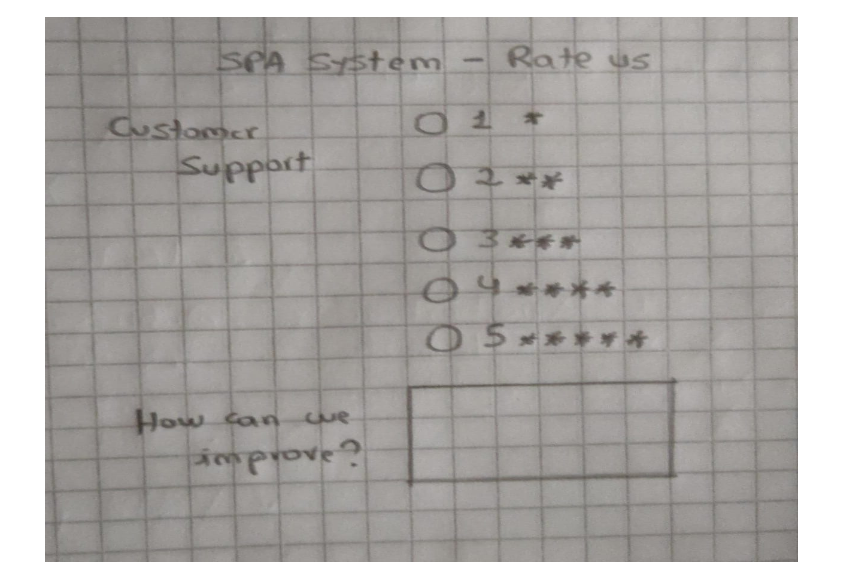 SPA System - Rate us
Customer
Support
1 *
2 **
3 ***
4 ****
5 *****
How can we
improve?